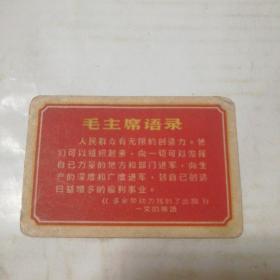 毛主席语录
人民群众有无限的创造力。他
们可以组织起来，向一切可以发挥
自己力量的地方和部门进军，向生
产的深度和广度进军，替自己创造
日益增多的福利事业。
《多余劳动力找到了出路》
一文的按语